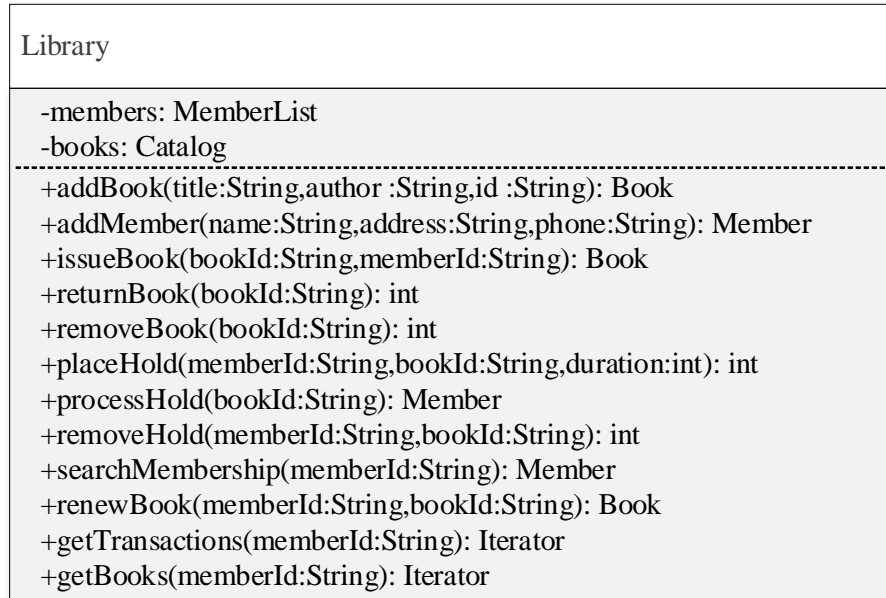 Library
-members: MemberList
-books: Catalog
+addBook(title:String,author :String,id :String): Book
+addMember(name:String,address:String,phone:String): Member
+issueBook(bookId:String,memberId:String): Book
+returnBook(bookId:String): int
+removeBook(bookId:String): int
+placeHold(memberId:String,bookId:String,duration:int): int
+processHold(bookId:String): Member
+removeHold(memberId:String,bookId:String): int
+searchMembership(memberId:String): Member
+renewBook(memberId:String,bookId:String): Book
+getTransactions(memberId:String): Iterator
+getBooks(memberId:String): Iterator